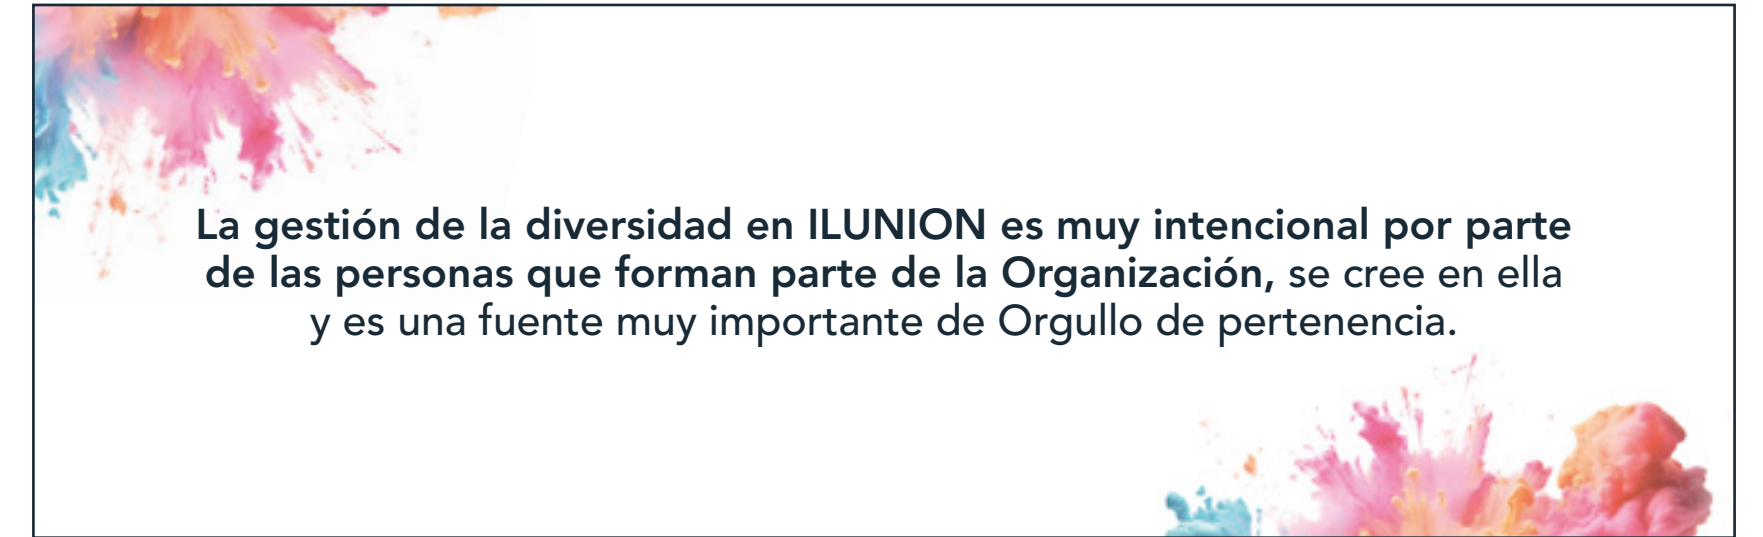 La gestión de la diversidad en ILUNION es muy intencional por parte
de las personas que forman parte de la Organización, se cree en ella
y es una fuente muy importante de Orgullo de pertenencia.